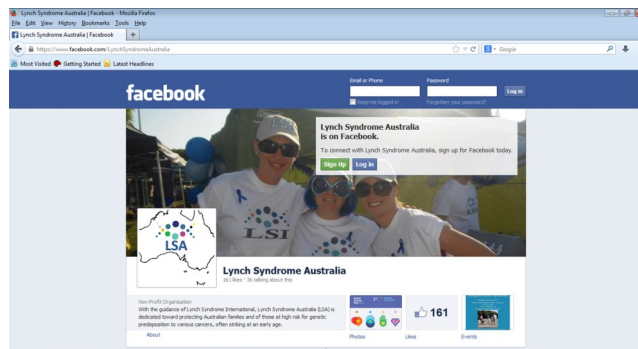 Lynch Syndrome Australia | Facebook - Mozilla Firefox
File Edit View History Bookmarks Tools Help
Lynch Syndrome Australia | Facebook +
https://www.facebook.com/LynchSyndromeAustralia
Google
Most Visited Getting Started Latest Headlines
Email or Phone Password
facebook
Log in
Keep me logged in Forgotten your password?
Lynch Syndrome Australia
is on Facebook.
To connect with Lynch Syndrome Australia, sign up for Facebook today.
Sign Up Log in
LSI
LSA
Lynch Syndrome Australia
161 likes · 36 talking about this
Non-Profit Organisation
With the guidance of Lynch Syndrome International, Lynch Syndrome Australia (LSA) is
dedicated toward protecting Australian families and of those at high risk for genetic
predisposition to various cancers, often striking at an early age.
About
161
Photos Likes Events